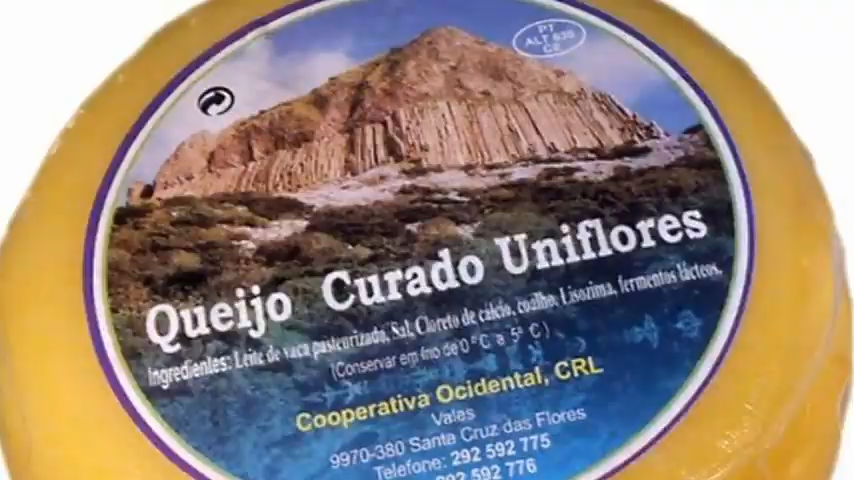 PT
ALT 630
CE
Queijo Curado Uniflores
Ingredientes: Leite de vaca pasteurizado, Sal, Cloreto de cálcio, coalho, Lisozima, fermentos lácteos.
(Conservar em frio de 0º C a 5º C)
Cooperativa Ocidental, CRL
Vales
9970-380 Santa Cruz das Flores
Telefone: 292 592 775
292 592 776